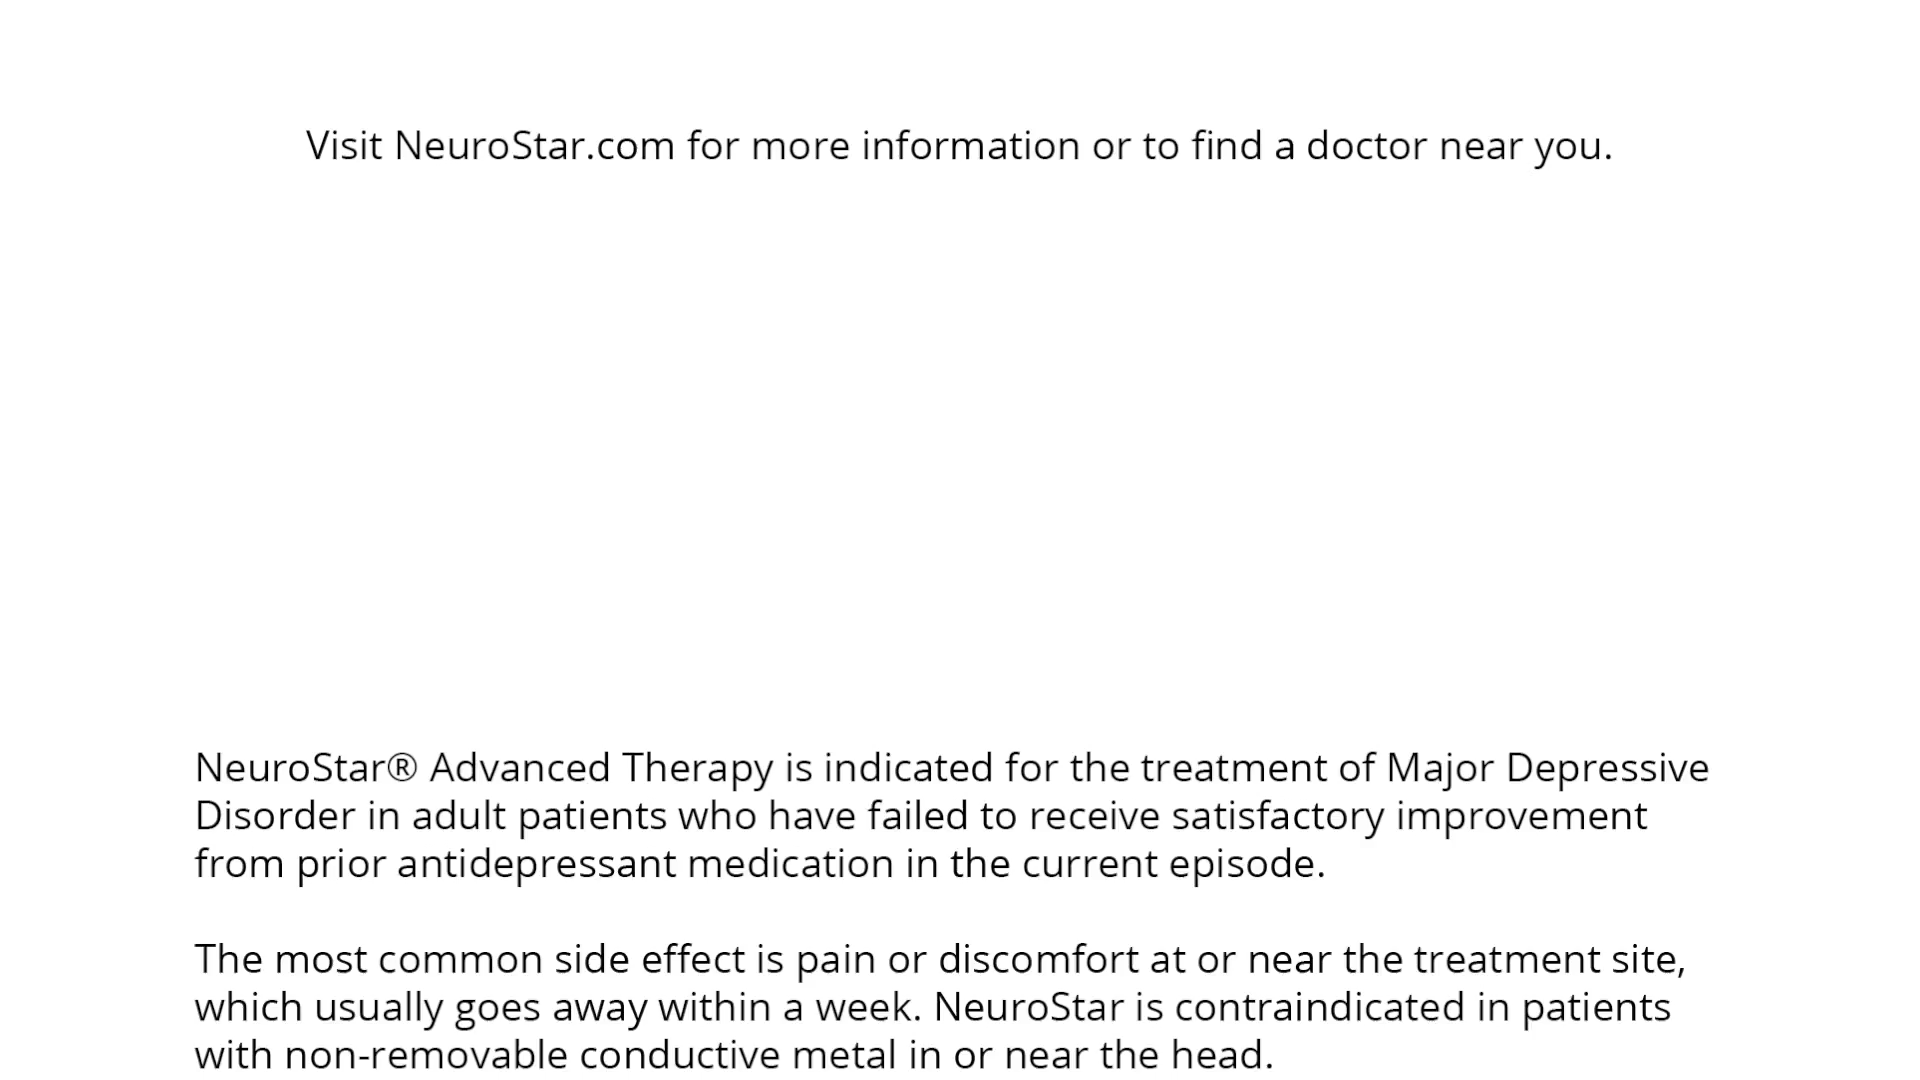 Visit NeuroStar.com for more information or to find a doctor near you.
NeuroStar® Advanced Therapy is indicated for the treatment of Major Depressive
Disorder in adult patients who have failed to receive satisfactory improvement
from prior antidepressant medication in the current episode.
The most common side effect is pain or discomfort at or near the treatment site,
which usually goes away within a week. NeuroStar is contraindicated in patients
with non-removable conductive metal in or near the head.